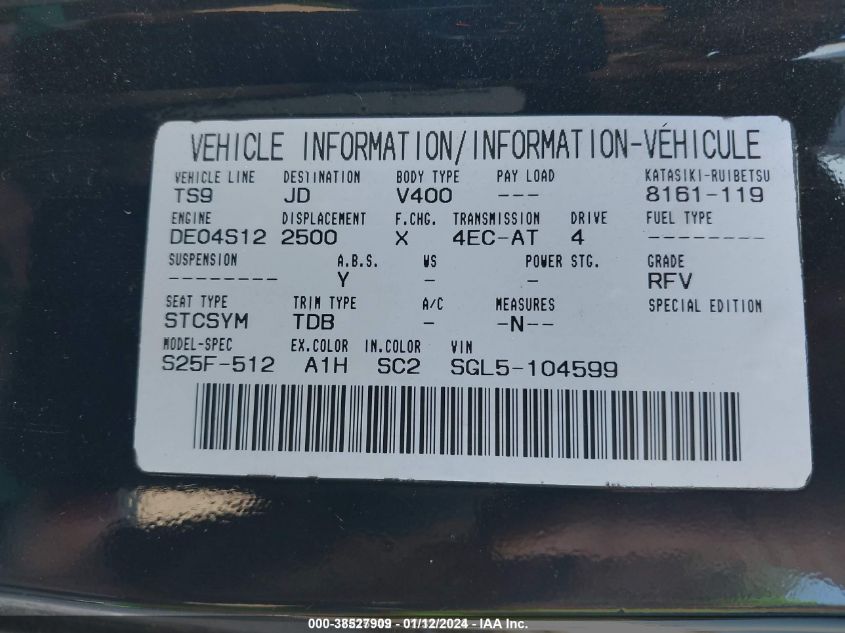 VEHICLE INFORMATION/INFORMATION-VÉHICULE
VEHICLE LINE DESTINATION BODY TYPE PAY LOAD KATASIKI-RUIBETSU
TS9 JD V400 --- 8161-119
ENGINE DISPLACEMENT F.CHG. TRANSMISSION DRIVE FUEL TYPE
DE04S12 2500 X 4EC-AT 4 --------
SUSPENSION A.B.S. WS POWER STG. GRADE
-------- Y - - RFV
SEAT TYPE TRIM TYPE A/C MEASURES SPECIAL EDITION
STCSYM TDB - -N--
MODEL-SPEC EX.COLOR IN.COLOR VIN
S25F-512 A1H SC2 SGL5-104599
000-38527909 - 01/12/2024 - IAAI INC.